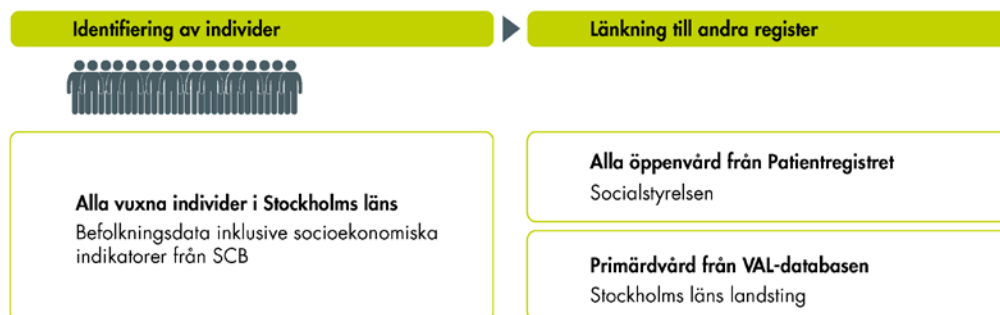 Identifiering av individer
Länkning till andra register
Alla vuxna individer i Stockholms läns
Befolkningsdata inklusive socioekonomiska
indikatorer från SCB
Alla öppenvård från Patientregistret
Socialstyrelsen
Primärdvård från VAL-databasen
Stockholms läns landsting